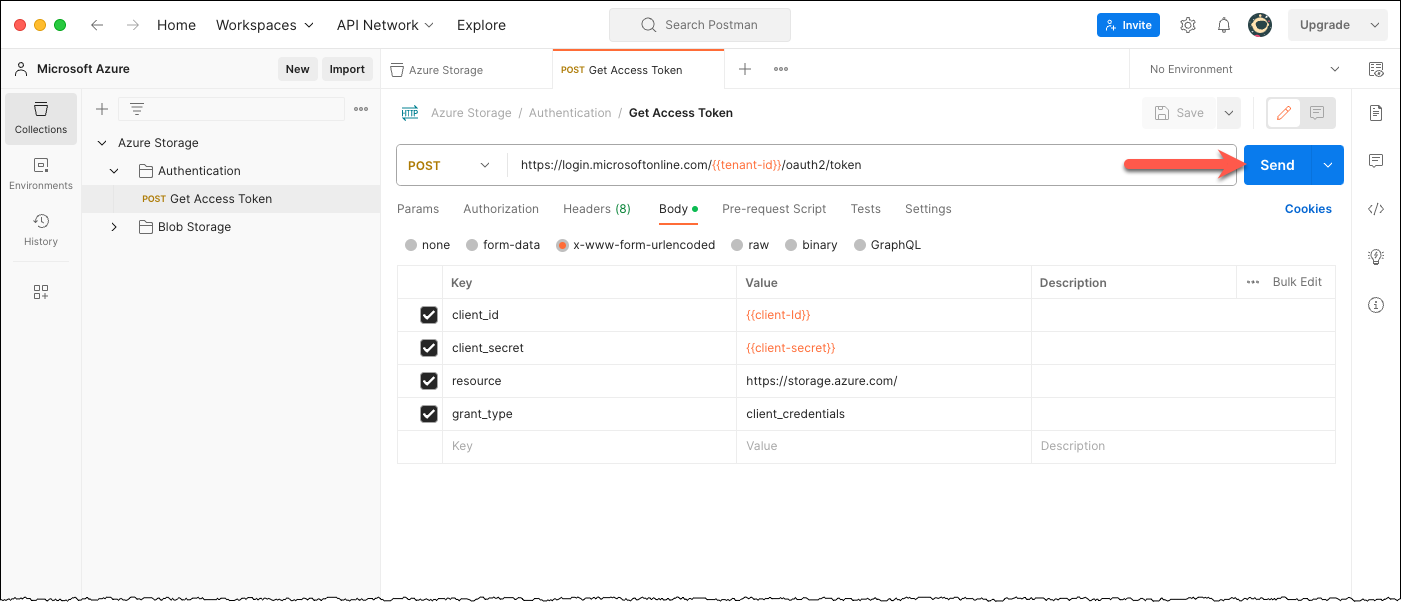 Home Workspaces API Network Explore Search Postman Invite Upgrade
Microsoft Azure New Import Azure Storage POST Get Access Token No Environment
Collections
Environments
History
Azure Storage
Authentication
POST Get Access Token
Blob Storage
HTTP Azure Storage / Authentication / Get Access Token Save
POST https://login.microsoftonline.com/{{tenant-id}}/oauth2/token Send
Params Authorization Headers (8) Body Pre-request Script Tests Settings Cookies
none form-data x-www-form-urlencoded raw binary GraphQL
Key Value Description Bulk Edit
client_id {{client-Id}}
client_secret {{client-secret}}
resource https://storage.azure.com/
grant_type client_credentials
Key Value Description